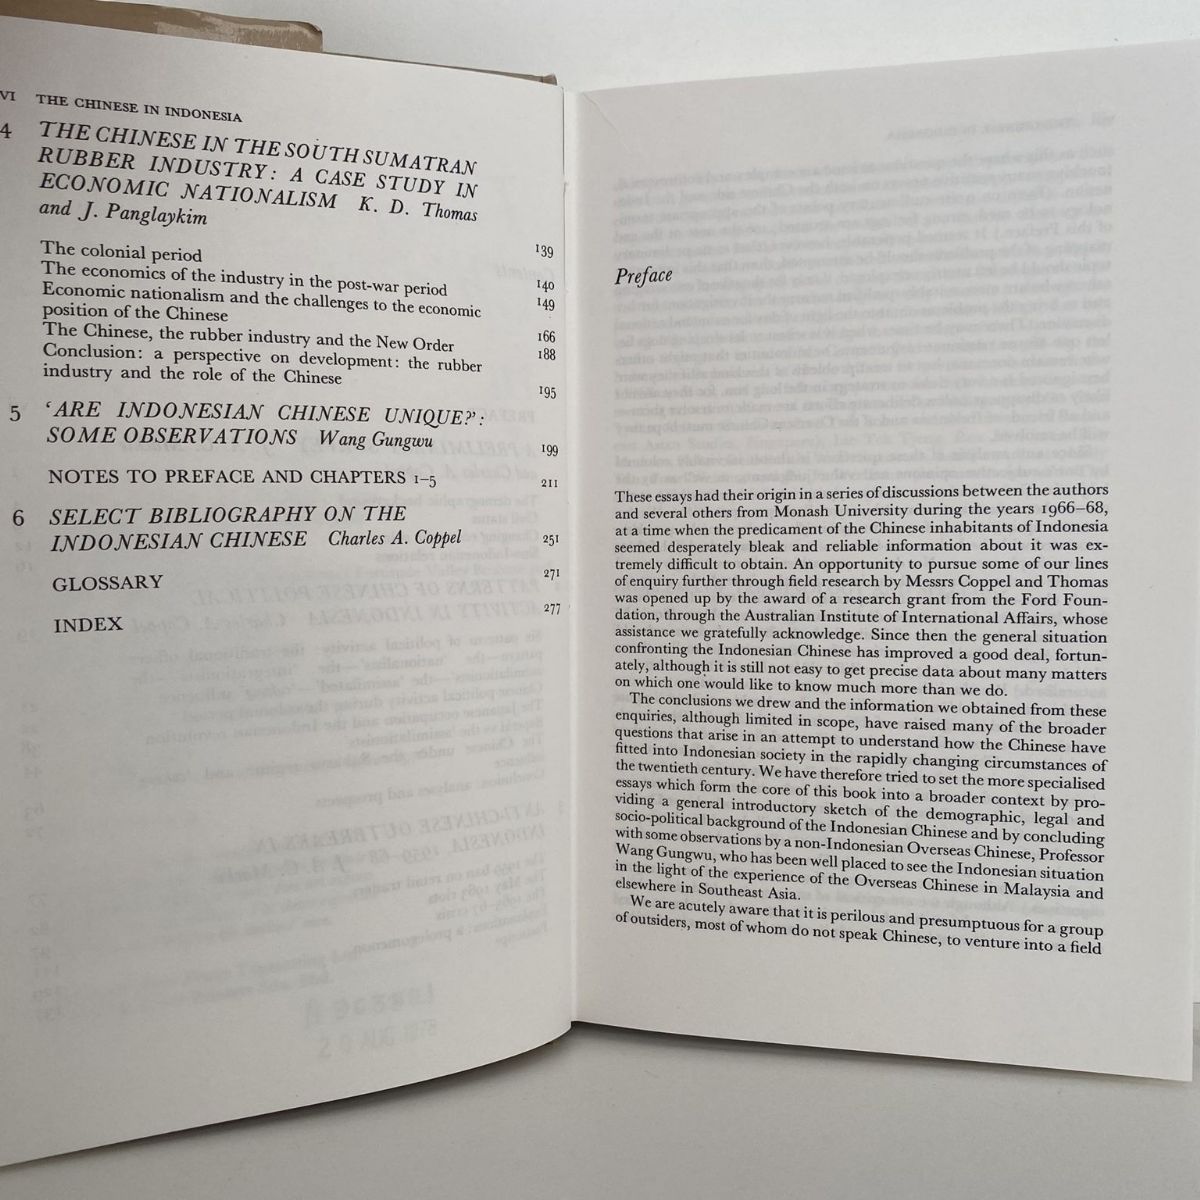 VI THE CHINESE IN INDONESIA
4 THE CHINESE IN THE SOUTH SUMATRAN
RUBBER INDUSTRY: A CASE STUDY IN
ECONOMIC NATIONALISM K. D. Thomas
and J. Panglaykim
The colonial period 139
The economics of the industry in the post-war period 140
Economic nationalism and the challenges to the economic 149
position of the Chinese
The Chinese, the rubber industry and the New Order 166
Conclusion: a perspective on development: the rubber 188
industry and the role of the Chinese
195
5 'ARE INDONESIAN CHINESE UNIQUE?':
SOME OBSERVATIONS Wang Gungwu 199
NOTES TO PREFACE AND CHAPTERS 1–5 211
6 SELECT BIBLIOGRAPHY ON THE
INDONESIAN CHINESE Charles A. Coppel 251
GLOSSARY 271
INDEX 277
Preface
These essays had their origin in a series of discussions between the authors
and several others from Monash University during the years 1966–68,
at a time when the predicament of the Chinese inhabitants of Indonesia
seemed desperately bleak and reliable information about it was ex-
tremely difficult to obtain. An opportunity to pursue some of our lines
of enquiry further through field research by Messrs Coppel and Thomas
was opened up by the award of a research grant from the Ford Foun-
dation, through the Australian Institute of International Affairs, whose
assistance we gratefully acknowledge. Since then the general situation
confronting the Indonesian Chinese has improved a good deal, fortun-
ately, although it is still not easy to get precise data about many matters
on which one would like to know much more than we do.
The conclusions we drew and the information we obtained from these
enquiries, although limited in scope, have raised many of the broader
questions that arise in an attempt to understand how the Chinese have
fitted into Indonesian society in the rapidly changing circumstances of
the twentieth century. We have therefore tried to set the more specialised
essays which form the core of this book into a broader context by pro-
viding a general introductory sketch of the demographic, legal and
socio-political background of the Indonesian Chinese and by concluding
with some observations by a non-Indonesian Overseas Chinese, Professor
Wang Gungwu, who has been well placed to see the Indonesian situation
in the light of the experience of the Overseas Chinese in Malaysia and
elsewhere in Southeast Asia.
We are acutely aware that it is perilous and presumptuous for a group
of outsiders, most of whom do not speak Chinese, to venture into a field